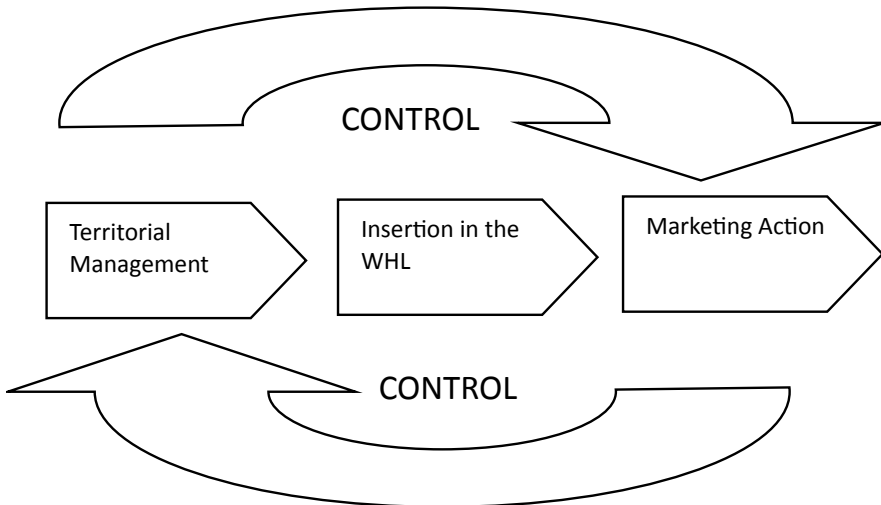 CONTROL
Territorial
Management
Insertion in the
WHL
Marketing Action
CONTROL